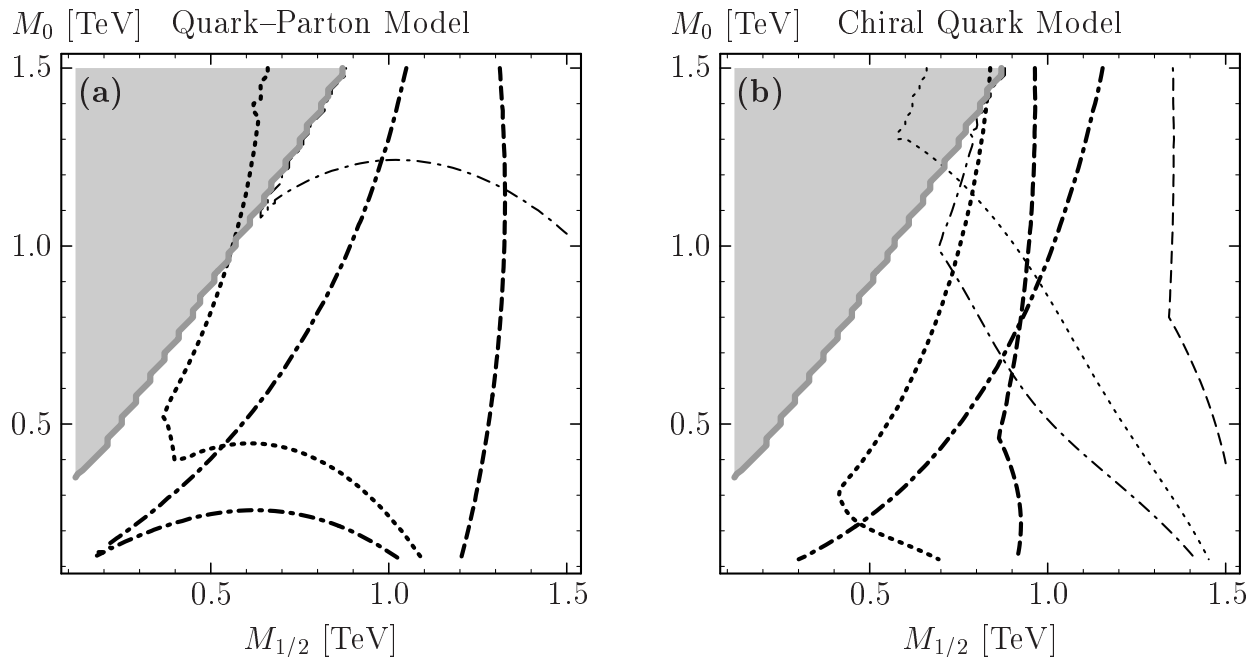 M₀ [TeV] Quark–Parton Model
(a)
1.5
1.0
0.5
0.5 1.0 1.5
M₁/₂ [TeV]
M₀ [TeV] Chiral Quark Model
(b)
1.5
1.0
0.5
0.5 1.0 1.5
M₁/₂ [TeV]